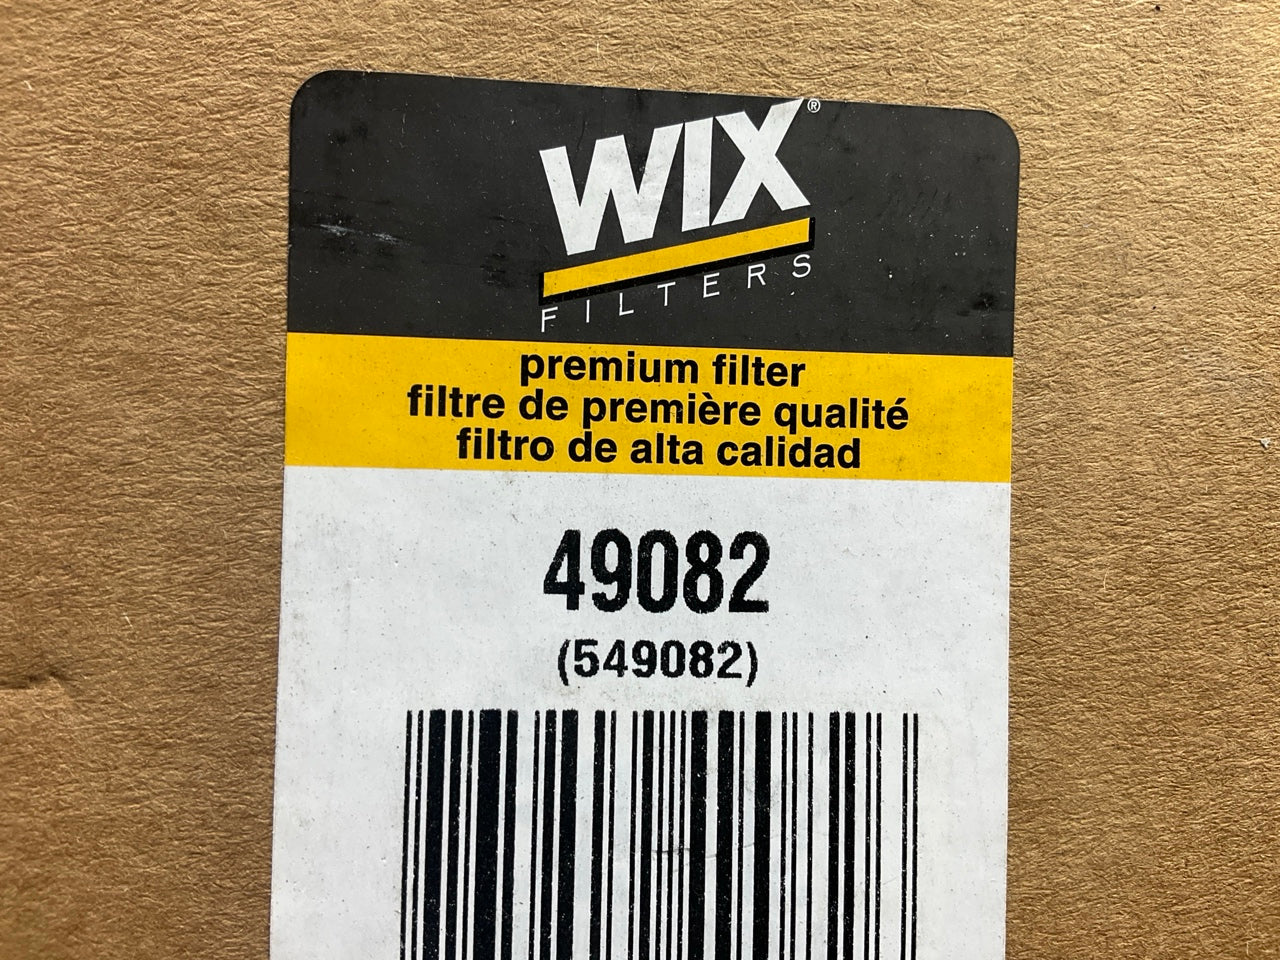 WIX®
FILTERS
premium filter
filtre de première qualité
filtro de alta calidad
49082
(549082)